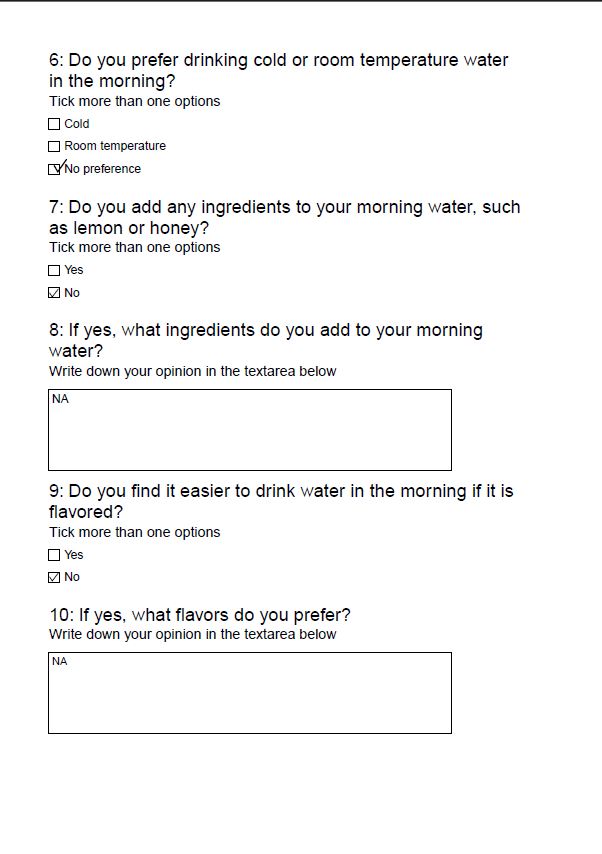 6: Do you prefer drinking cold or room temperature water
in the morning?
Tick more than one options
Cold
Room temperature
No preference
7: Do you add any ingredients to your morning water, such
as lemon or honey?
Tick more than one options
Yes
No
8: If yes, what ingredients do you add to your morning
water?
Write down your opinion in the textarea below
NA
9: Do you find it easier to drink water in the morning if it is
flavored?
Tick more than one options
Yes
No
10: If yes, what flavors do you prefer?
Write down your opinion in the textarea below
NA